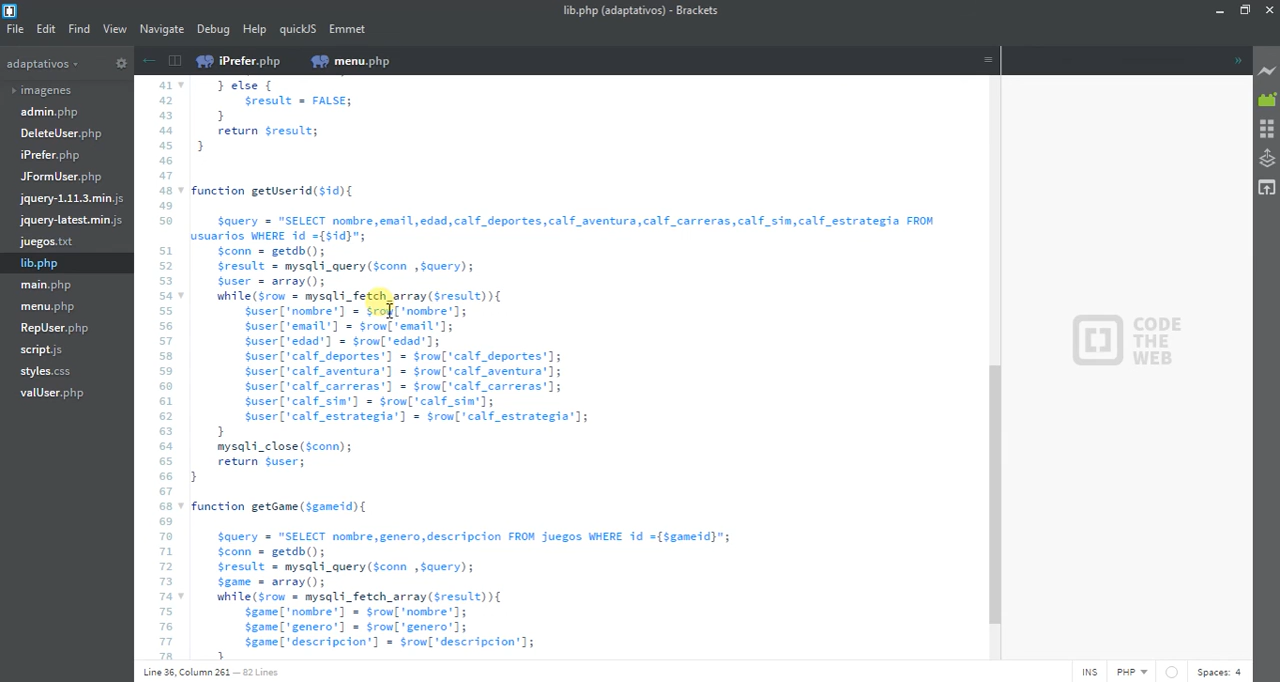 lib.php (adaptativos) - Brackets
File Edit Find View Navigate Debug Help quickJS Emmet
adaptativos
imagenes
admin.php
DeleteUser.php
iPrefer.php
JFormUser.php
jquery-1.11.3.min.js
jquery-latest.min.js
juegos.txt
lib.php
main.php
menu.php
RepUser.php
script.js
styles.css
valUser.php
iPrefer.php menu.php
41 } else {
42 $result = FALSE;
43 }
44 return $result;
45 }
46
47
48 function getUserid($id){
49
50 $query = "SELECT nombre,email,edad,calf_deportes,calf_aventura,calf_carreras,calf_sim,calf_estrategia FROM
usuarios WHERE id ={$id}";
51 $conn = getdb();
52 $result = mysqli_query($conn ,$query);
53 $user = array();
54 while($row = mysqli_fetch_array($result)){
55 $user['nombre'] = $row['nombre'];
56 $user['email'] = $row['email'];
57 $user['edad'] = $row['edad'];
58 $user['calf_deportes'] = $row['calf_deportes'];
59 $user['calf_aventura'] = $row['calf_aventura'];
60 $user['calf_carreras'] = $row['calf_carreras'];
61 $user['calf_sim'] = $row['calf_sim'];
62 $user['calf_estrategia'] = $row['calf_estrategia'];
63 }
64 mysqli_close($conn);
65 return $user;
66 }
67
68 function getGame($gameid){
69
70 $query = "SELECT nombre,genero,descripcion FROM juegos WHERE id ={$gameid}";
71 $conn = getdb();
72 $result = mysqli_query($conn ,$query);
73 $game = array();
74 while($row = mysqli_fetch_array($result)){
75 $game['nombre'] = $row['nombre'];
76 $game['genero'] = $row['genero'];
77 $game['descripcion'] = $row['descripcion'];
78 }
CODE
THE
WEB
Line 36, Column 261 — 82 Lines
INS PHP Spaces: 4